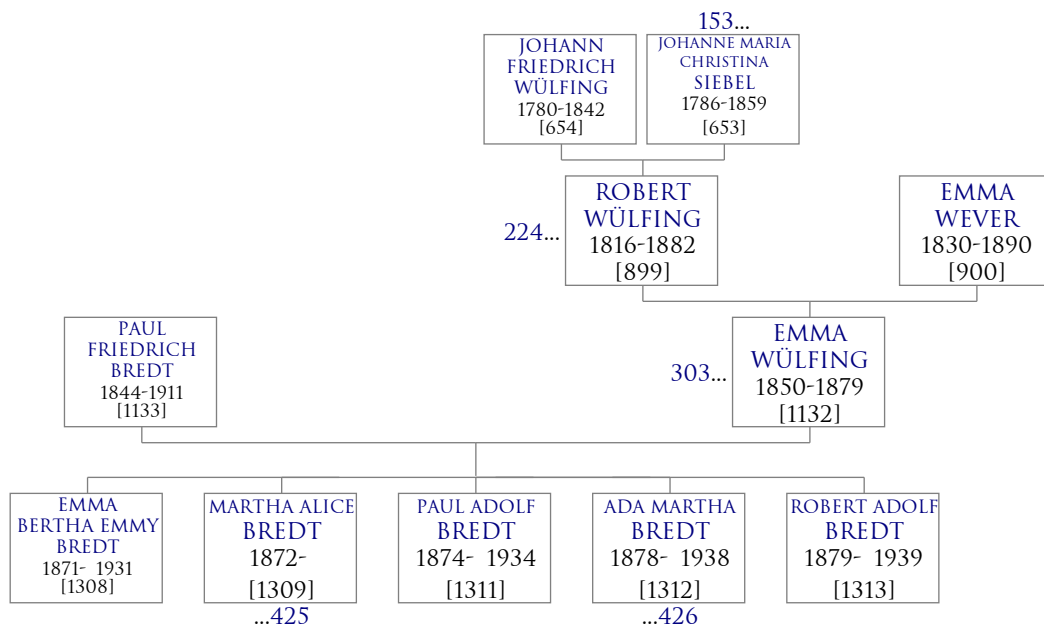 153...
JOHANN
FRIEDRICH
WÜLFING
1780-1842
[654]
JOHANNE MARIA
CHRISTINA
SIEBEL
1786-1859
[653]
224...
ROBERT
WÜLFING
1816-1882
[899]
EMMA
WEVER
1830-1890
[900]
PAUL
FRIEDRICH
BREDT
1844-1911
[1133]
303...
EMMA
WÜLFING
1850-1879
[1132]
EMMA
BERTHA EMMY
BREDT
1871- 1931
[1308]
MARTHA ALICE
BREDT
1872-
[1309]
...425
PAUL ADOLF
BREDT
1874- 1934
[1311]
ADA MARTHA
BREDT
1878- 1938
[1312]
...426
ROBERT ADOLF
BREDT
1879- 1939
[1313]